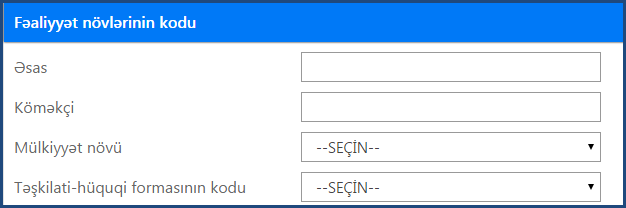 Fəaliyyət növlərinin kodu
Əsas
Köməkçi
Mülkiyyət növü --SEÇİN--
Təşkilati-hüquqi formasının kodu --SEÇİN--